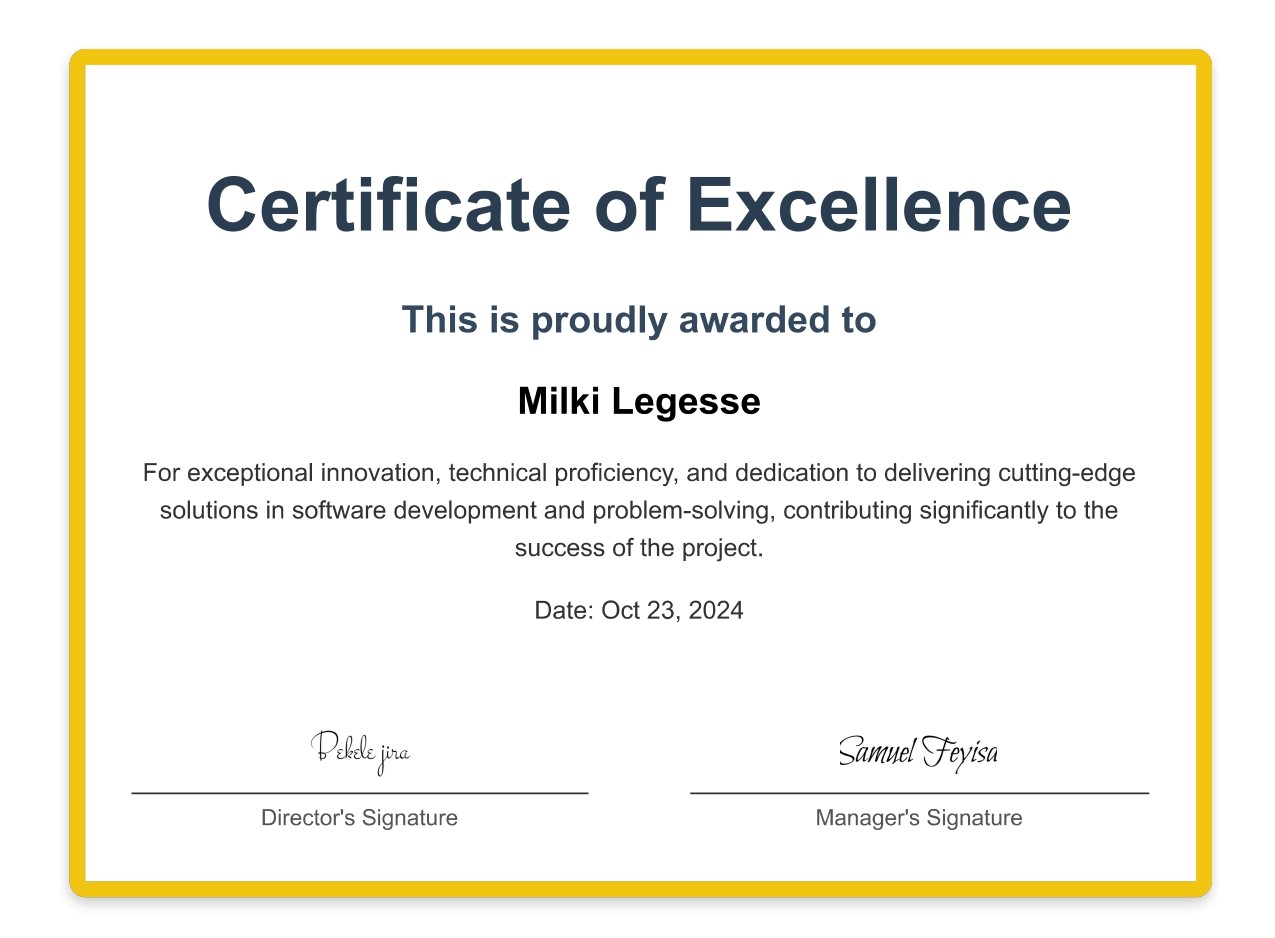 Certificate of Excellence
This is proudly awarded to
Milki Legesse
For exceptional innovation, technical proficiency, and dedication to delivering cutting-edge
solutions in software development and problem-solving, contributing significantly to the
success of the project.
Date: Oct 23, 2024
Bekele jira
Samuel Feyisa
Director's Signature
Manager's Signature